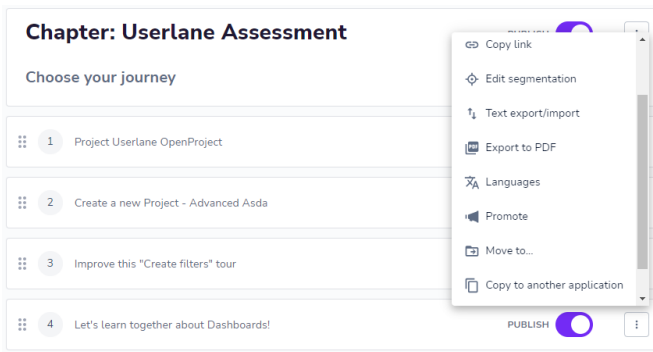 Chapter: Userlane Assessment
PUBLISH
Choose your journey
Copy link
Edit segmentation
Text export/import
PDF
Export to PDF
Languages
Promote
Move to...
Copy to another application
1 Project Userlane OpenProject
2 Create a new Project - Advanced Asda
3 Improve this "Create filters" tour
4 Let's learn together about Dashboards!
PUBLISH